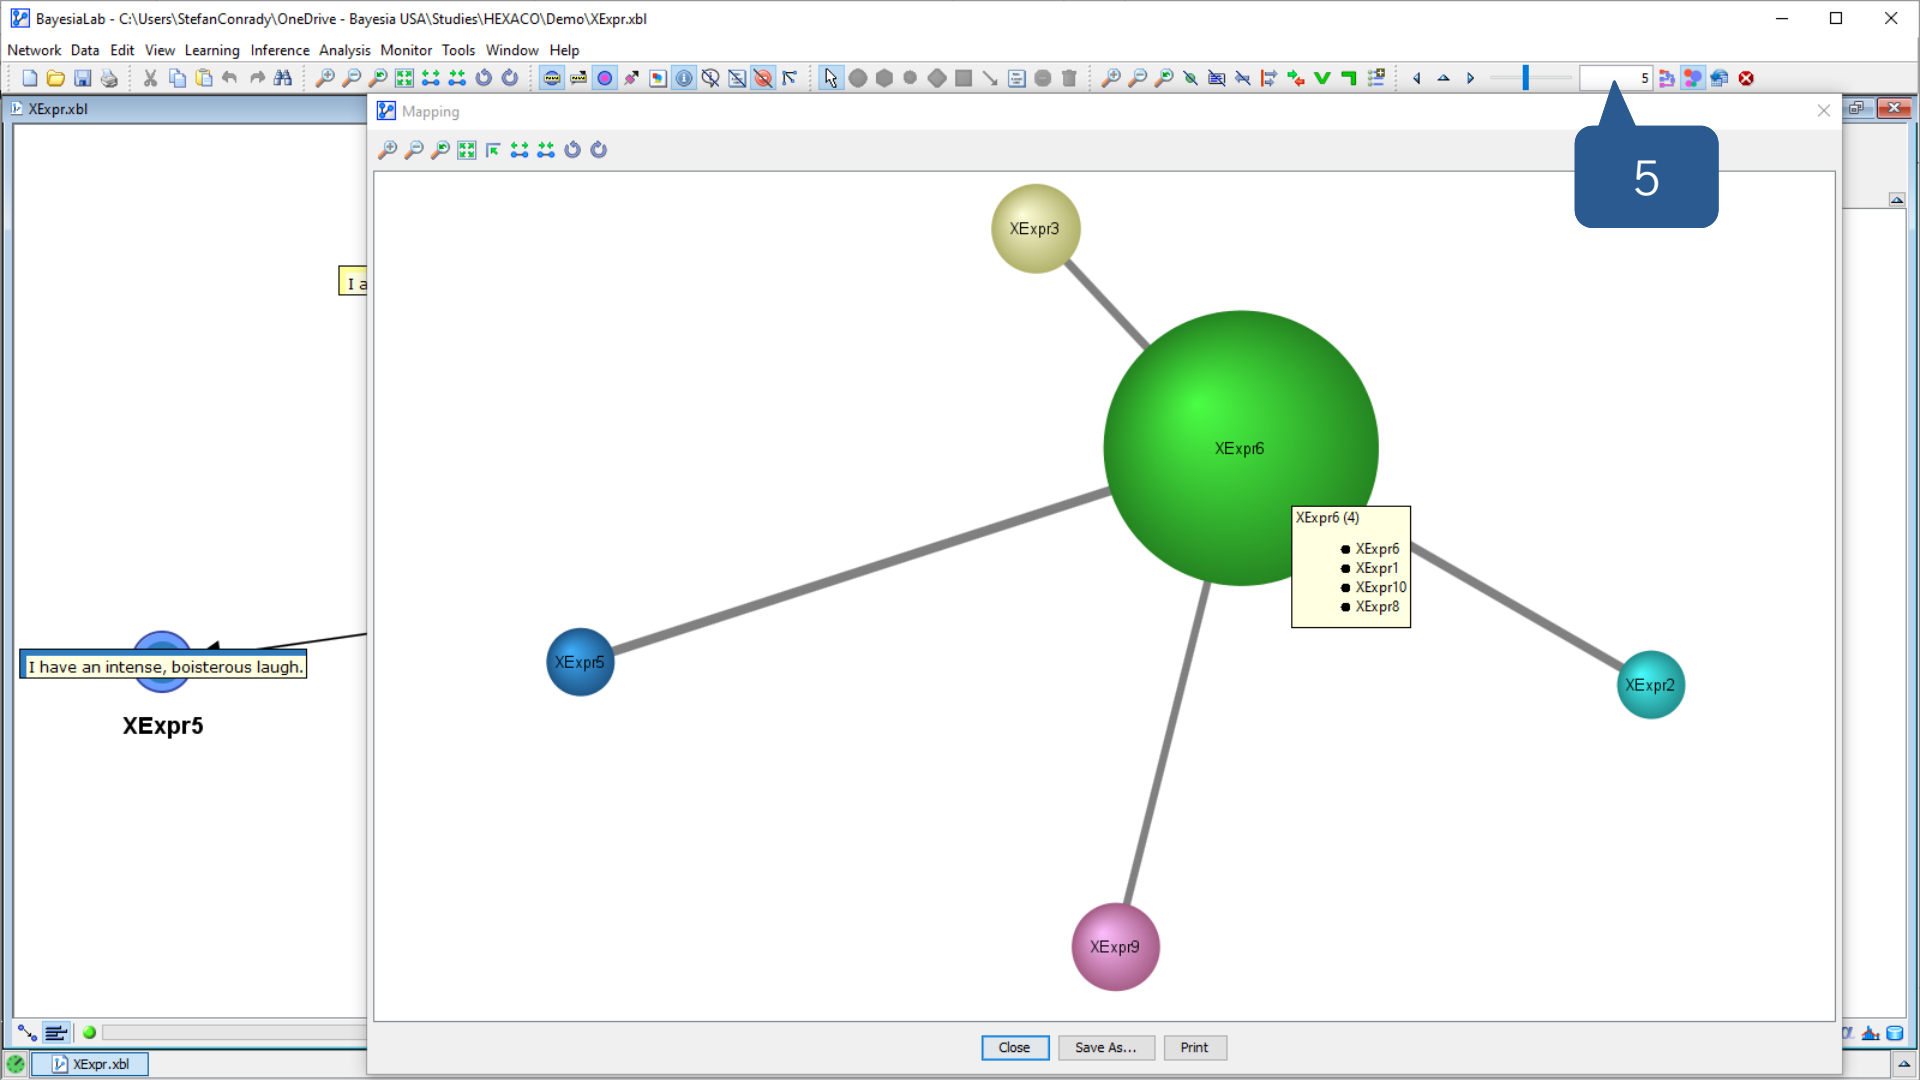 BayesiaLab - C:\Users\StefanConrady\OneDrive - Bayesia USA\Studies\HEXACO\Demo\XExpr.xbl
Network Data Edit View Learning Inference Analysis Monitor Tools Window Help
5
XExpr.xbl
Mapping
5
XExpr3
I a
XExpr6
XExpr6 (4)
XExpr6
XExpr1
XExpr10
XExpr8
I have an intense, boisterous laugh.
XExpr5
XExpr2
XExpr5
XExpr9
Close Save As... Print
XExpr.xbl